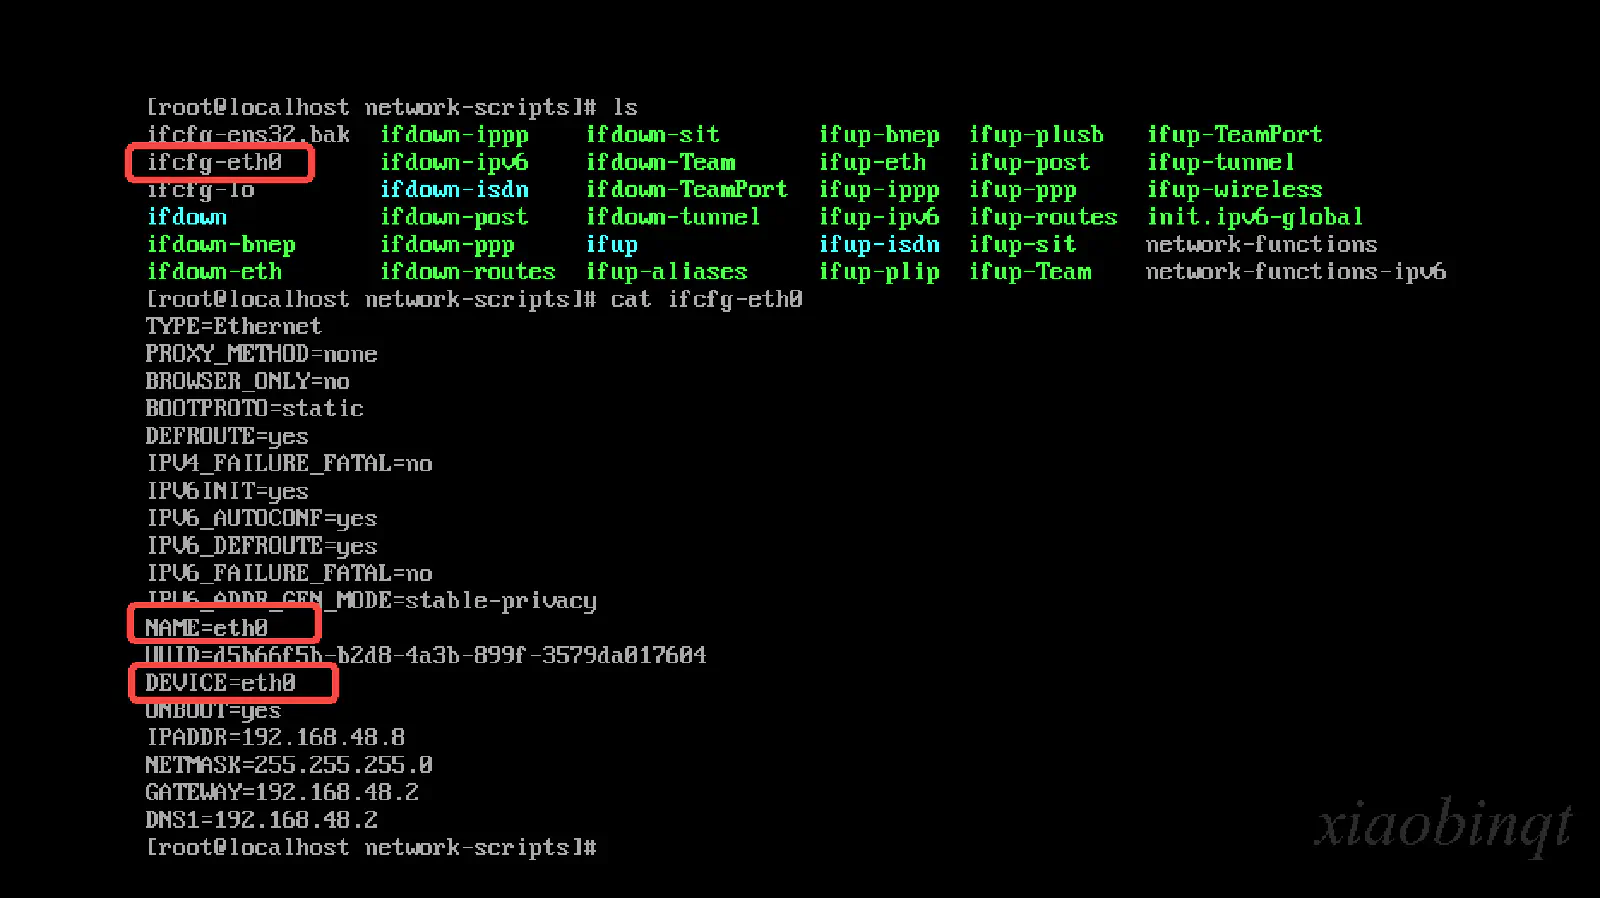 [root@localhost network-scripts]# ls
ifcfg-ens32.bak ifdown-ippp ifdown-sit ifup-bnep ifup-plusb ifup-TeamPort
ifcfg-eth0 ifdown-ipv6 ifdown-Team ifup-eth ifup-post ifup-tunnel
ifcfg-lo ifdown-isdn ifdown-TeamPort ifup-ippp ifup-ppp ifup-wireless
ifdown ifdown-post ifdown-tunnel ifup-ipv6 ifup-routes init.ipv6-global
ifdown-bnep ifdown-ppp ifup ifup-isdn ifup-sit network-functions
ifdown-eth ifdown-routes ifup-aliases ifup-plip ifup-Team network-functions-ipv6
[root@localhost network-scripts]# cat ifcfg-eth0
TYPE=Ethernet
PROXY_METHOD=none
BROWSER_ONLY=no
BOOTPROTO=static
DEFROUTE=yes
IPV4_FAILURE_FATAL=no
IPV6INIT=yes
IPV6_AUTOCONF=yes
IPV6_DEFROUTE=yes
IPV6_FAILURE_FATAL=no
IPV6_ADDR_GEN_MODE=stable-privacy
NAME=eth0
UUID=d5b66f5b-b2d8-4a3b-899f-3579da017604
DEVICE=eth0
ONBOOT=yes
IPADDR=192.168.48.8
NETMASK=255.255.255.0
GATEWAY=192.168.48.2
DNS1=192.168.48.2
[root@localhost network-scripts]#
xiaobinqt